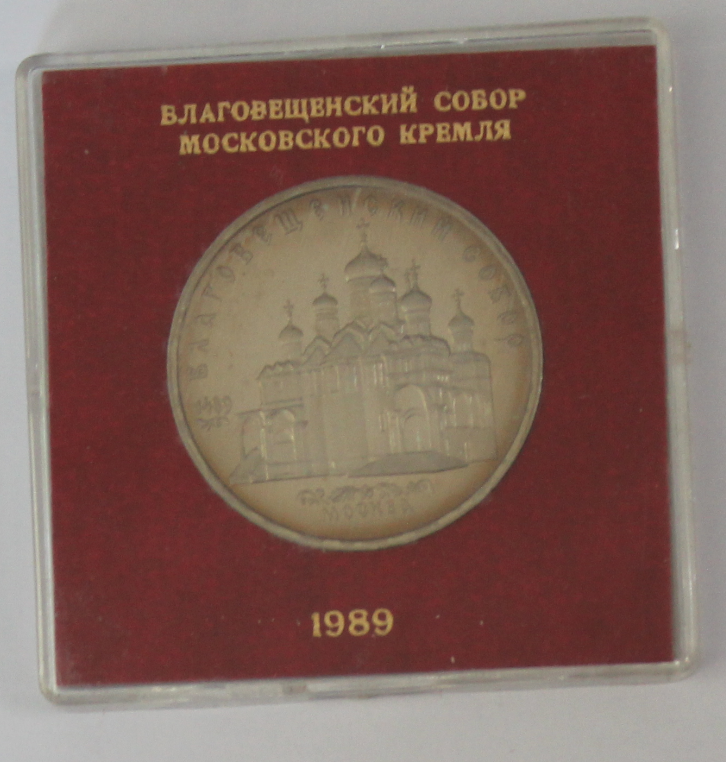 БЛАГОВЕЩЕНСКИЙ СОБОР
МОСКОВСКОГО КРЕМЛЯ
БЛАГОВЕЩЕНСКИЙ СОБОР
МОСКВА
1989